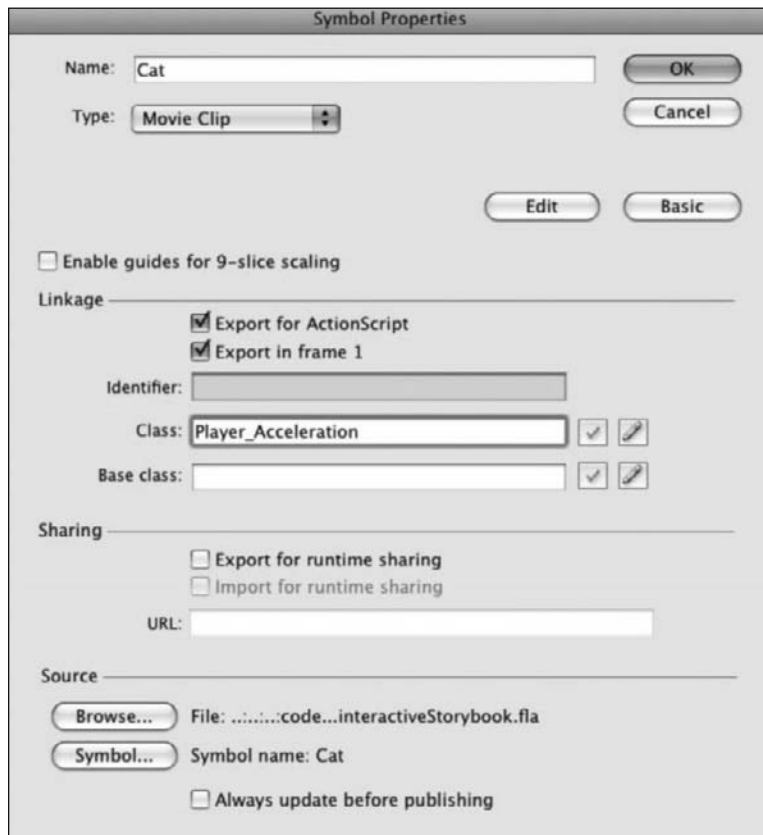 Symbol Properties
Name: Cat
OK
Type: Movie Clip
Cancel
Edit
Basic
Enable guides for 9-slice scaling
Linkage
Export for ActionScript
Export in frame 1
Identifier:
Class: Player_Acceleration
Base class:
Sharing
Export for runtime sharing
Import for runtime sharing
URL:
Source
Browse... File: ..:..:..:code...interactiveStorybook.fla
Symbol... Symbol name: Cat
Always update before publishing